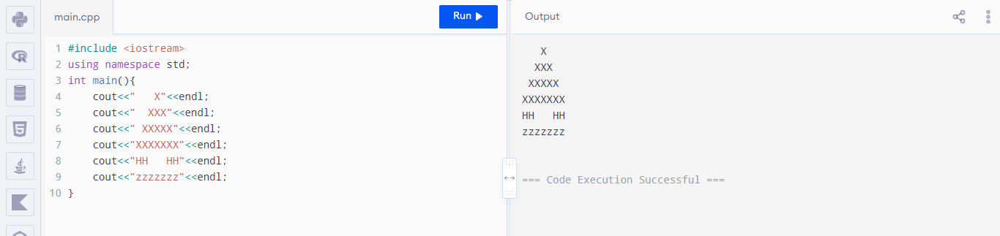 main.cpp
Run
Output
1 #include <iostream>
2 using namespace std;
3 int main(){
4     cout<<"   X"<<endl;
5     cout<<"  XXX"<<endl;
6     cout<<" XXXXX"<<endl;
7     cout<<"XXXXXXX"<<endl;
8     cout<<"HH   HH"<<endl;
9     cout<<"zzzzzzz"<<endl;
10 }
   X
  XXX
 XXXXX
XXXXXXX
HH   HH
zzzzzzz
=== Code Execution Successful ===